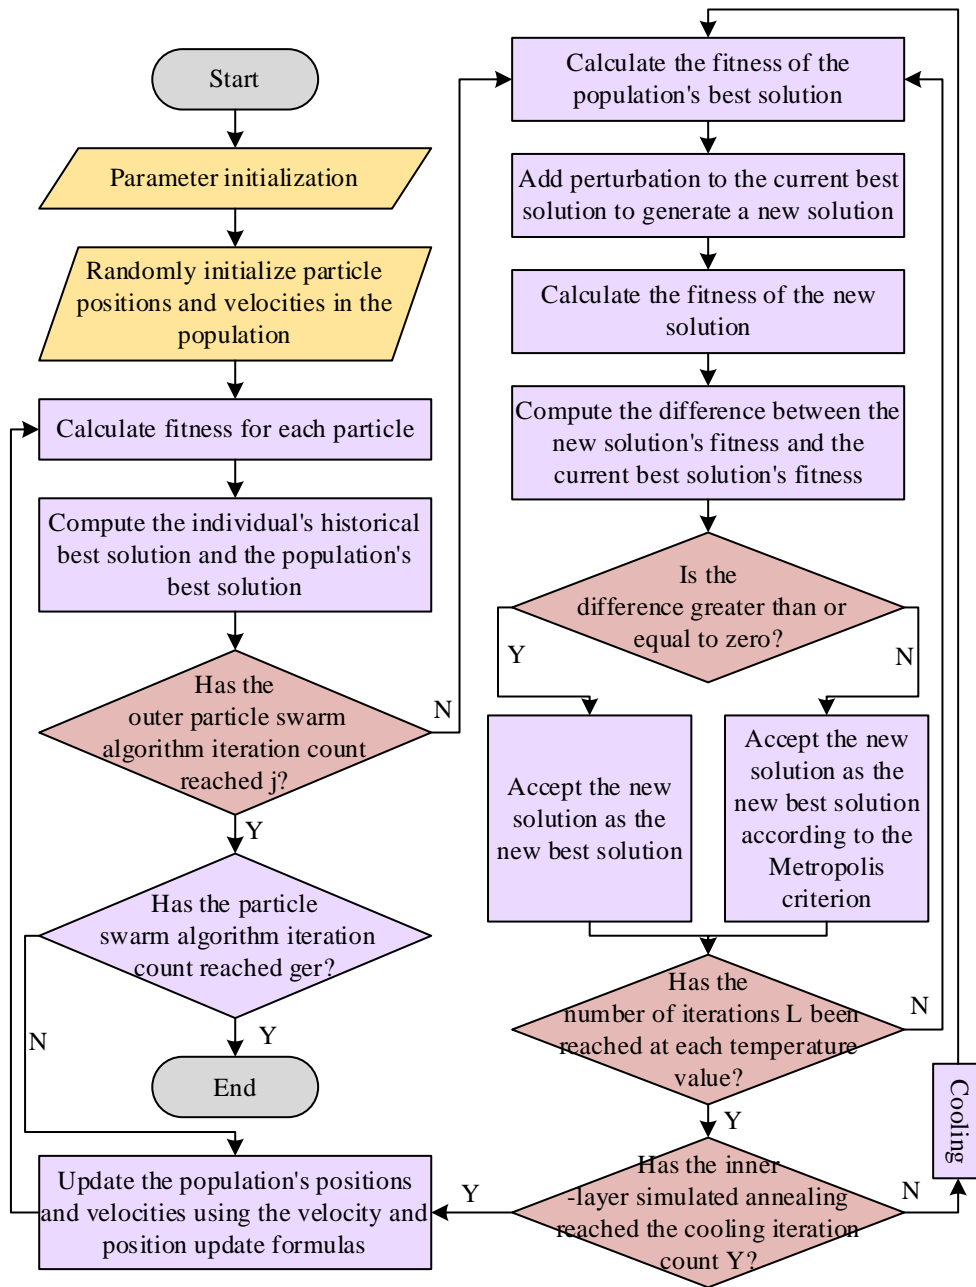 Start
Parameter initialization
Randomly initialize particle
positions and velocities in the
population
Calculate fitness for each particle
Compute the individual's historical
best solution and the population's
best solution
Has the
outer particle swarm
algorithm iteration count
reached j?
N
Y
Has the particle
swarm algorithm iteration
count reached ger?
N
Y
End
Update the population's positions
and velocities using the velocity and
position update formulas
Calculate the fitness of the
population's best solution
Add perturbation to the current best
solution to generate a new solution
Calculate the fitness of the new
solution
Compute the difference between the
new solution's fitness and the
current best solution's fitness
Is the
difference greater than or
equal to zero?
Y
N
Accept the new
solution as the
new best solution
Accept the new
solution as the
new best solution
according to the
Metropolis
criterion
Has the
number of iterations L been
reached at each temperature
value?
N
Y
Has the inner
-layer simulated annealing
reached the cooling iteration
count Y?
Y
N
Cooling